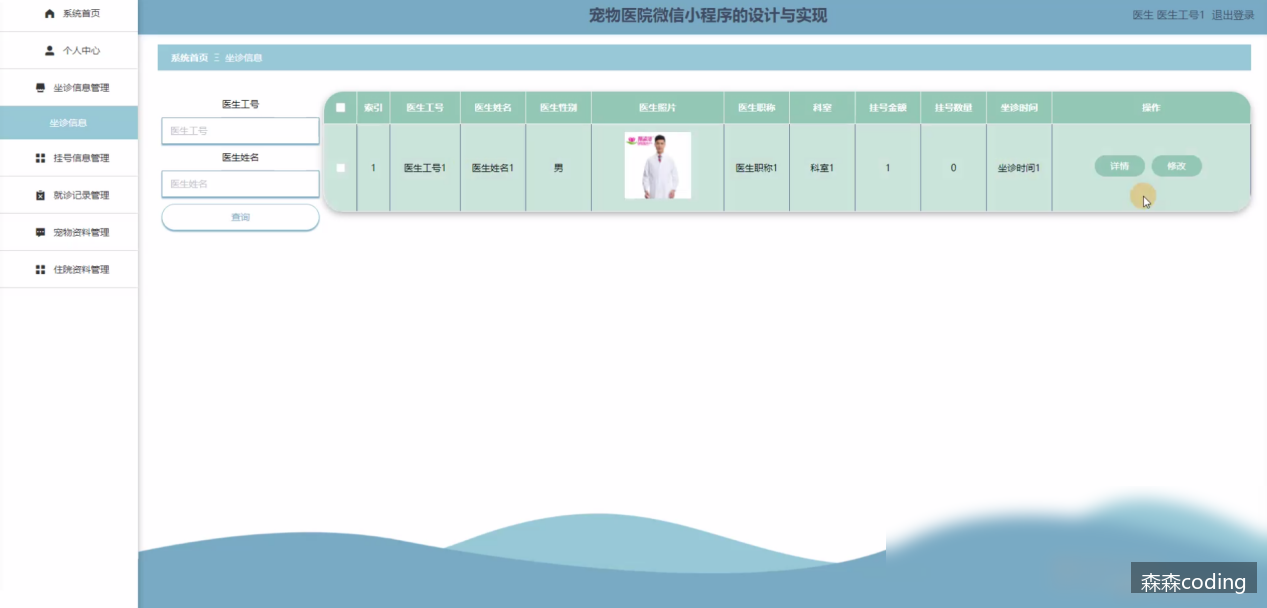 系统首页
个人中心
坐诊信息管理
坐诊信息
挂号信息管理
就诊记录管理
宠物资料管理
住院资料管理
宠物医院微信小程序的设计与实现
医生 医生工号1 退出登录
系统首页 坐诊信息
医生工号
医生工号
医生姓名
医生姓名
查询
索引 医生工号 医生姓名 医生性别 医生照片 医生职称 科室 挂号金额 挂号数量 坐诊时间 操作
1 医生工号1 医生姓名1 男 医生职称1 科室1 1 0 坐诊时间1 详情 修改
森森coding